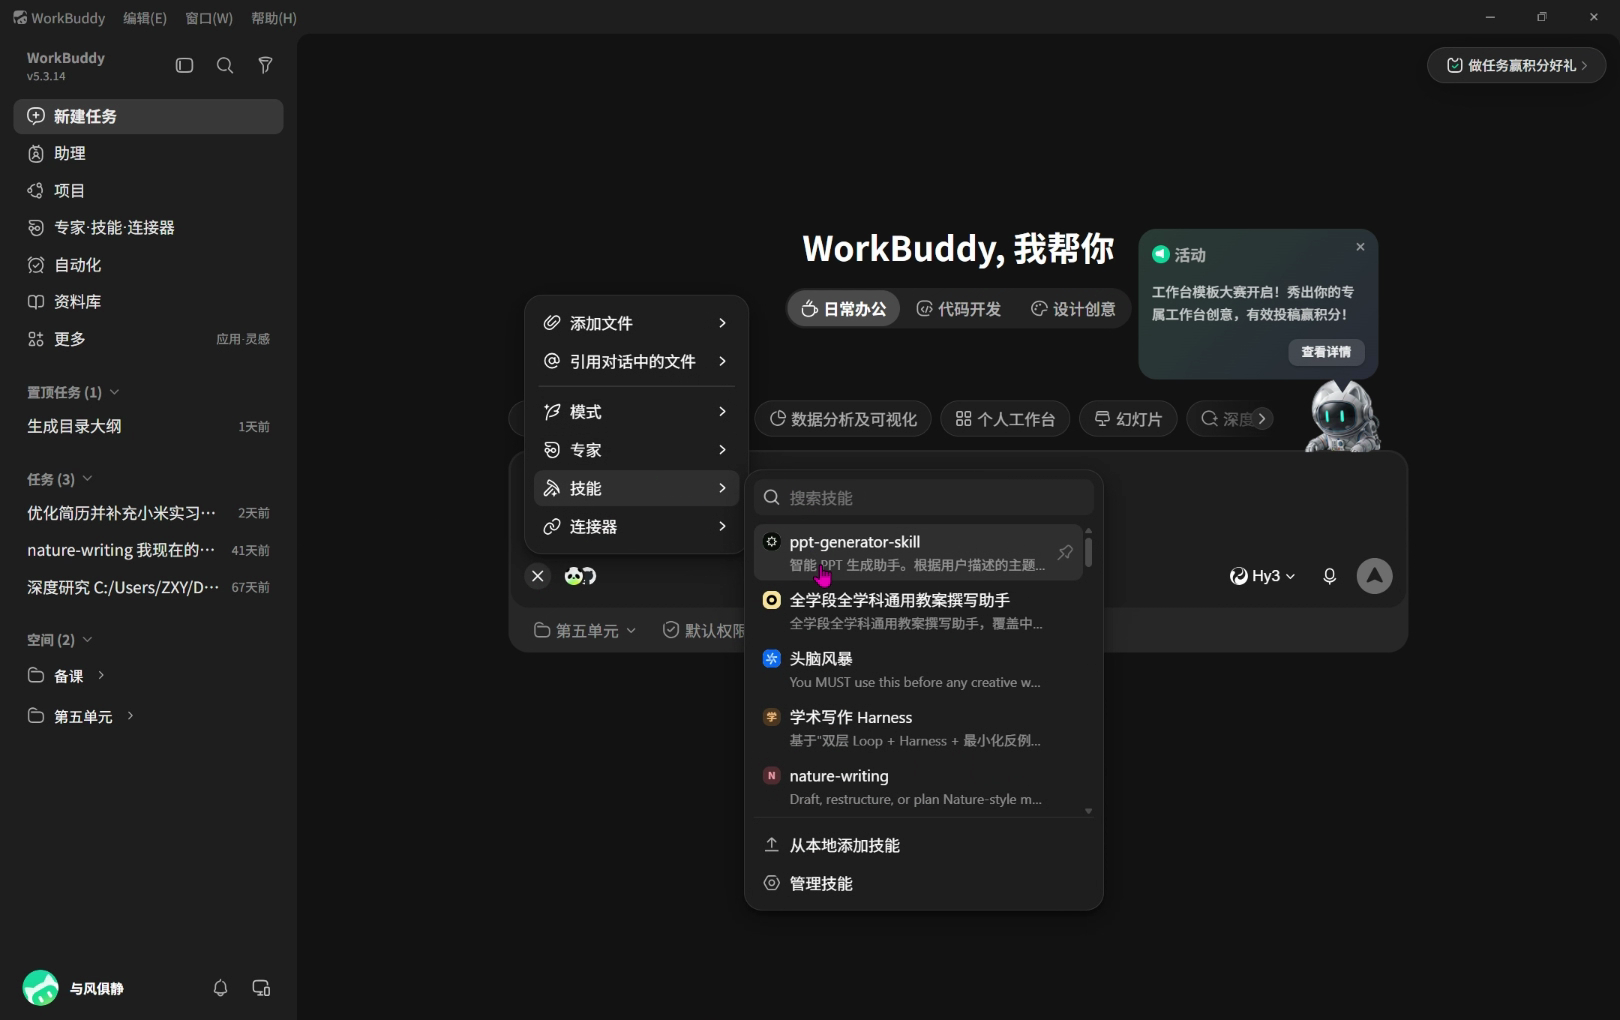 WorkBuddy 编辑(E) 窗口(W) 帮助(H)
WorkBuddy
v5.3.14
新建任务
助理
项目
专家·技能·连接器
自动化
资料库
更多 应用·灵感
置顶任务 (1)
生成目录大纲 1天前
任务 (3)
优化简历并补充小米实习··· 2天前
nature-writing 我现在的··· 41天前
深度研究 C:/Users/ZXY/D··· 67天前
空间 (2)
备课
第五单元
与风俱静
做任务赢积分好礼
WorkBuddy, 我帮你
日常办公 代码开发 设计创意
活动
工作台模板大赛开启！秀出你的专
属工作台创意，有效投稿赢积分！
查看详情
数据分析及可视化 个人工作台 幻灯片 深度
添加文件
引用对话中的文件
模式
专家
技能
连接器
搜索技能
ppt-generator-skill
智能 PPT 生成助手。根据用户描述的主题...
全学段全学科通用教案撰写助手
全学段全学科通用教案撰写助手，覆盖中...
头脑风暴
You MUST use this before any creative w...
学 学术写作 Harness
基于"双层 Loop + Harness + 最小化反例...
N nature-writing
Draft, restructure, or plan Nature-style m...
从本地添加技能
管理技能
Hy3
第五单元 默认权限